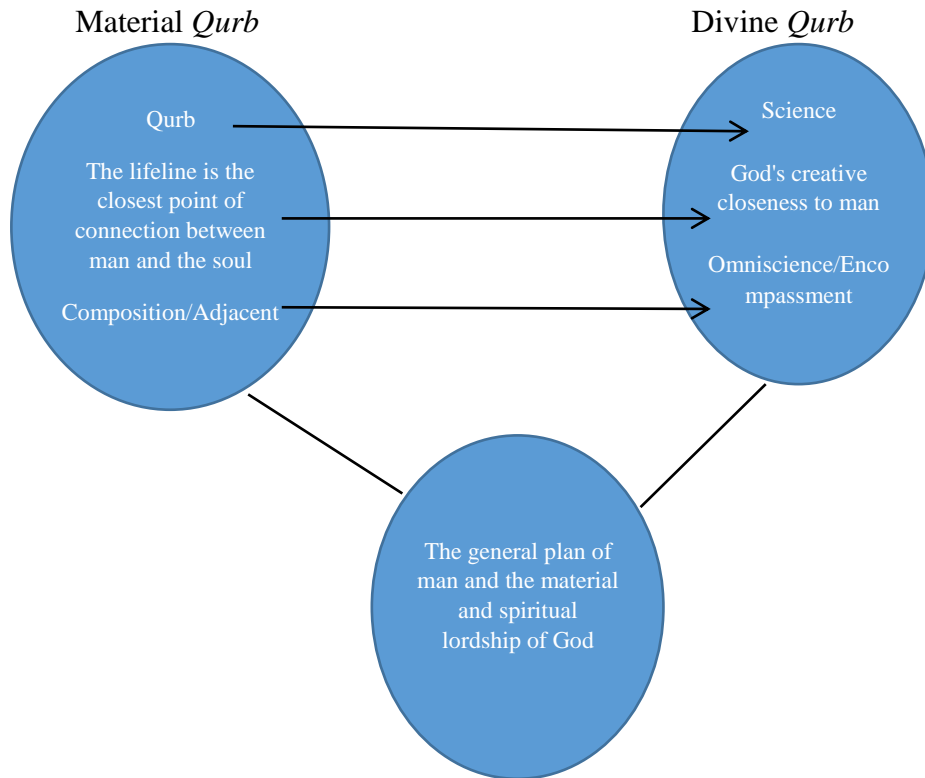 Material Qurb
Qurb
The lifeline is the
closest point of
connection between
man and the soul
Composition/Adjacent
Divine Qurb
Science
God's creative
closeness to man
Omniscience/Enco
mpassment
The general plan of
man and the material
and spiritual
lordship of God